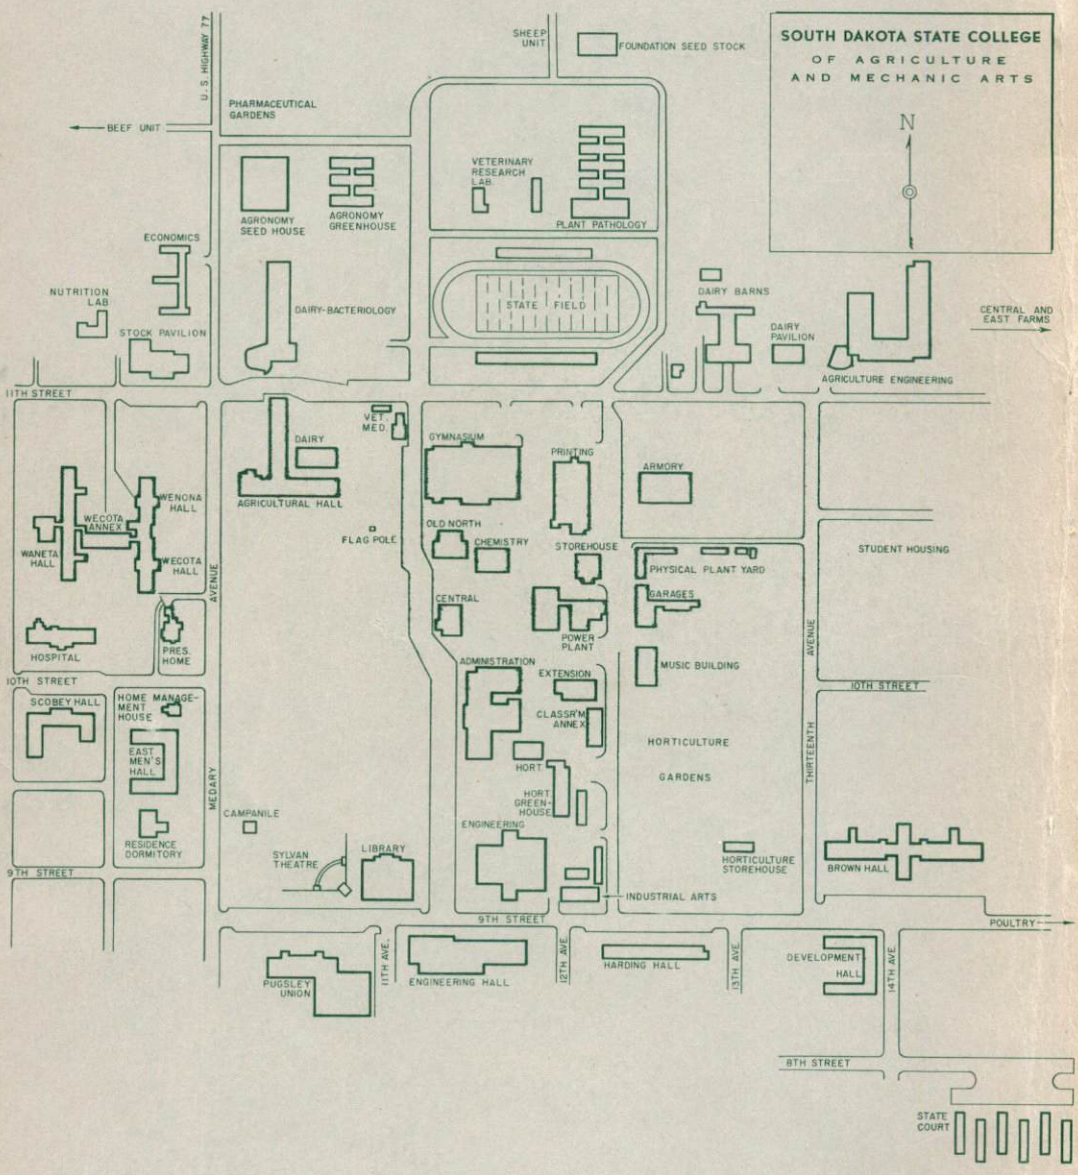 SOUTH DAKOTA STATE COLLEGE
OF AGRICULTURE
AND MECHANIC ARTS
N
U.S. HIGHWAY 77
SHEEP
UNIT
FOUNDATION SEED STOCK
PHARMACEUTICAL
GARDENS
BEEF UNIT
VETERINARY
RESEARCH
LAB.
AGRONOMY
SEED HOUSE
AGRONOMY
GREENHOUSE
PLANT PATHOLOGY
ECONOMICS
NUTRITION
LAB
STOCK PAVILION
DAIRY-BACTERIOLOGY
STATE FIELD
DAIRY BARNS
DAIRY
PAVILION
CENTRAL AND
EAST FARMS
AGRICULTURE ENGINEERING
11TH STREET
VET.
MED.
DAIRY
GYMNASIUM
PRINTING
ARMORY
AGRICULTURAL HALL
WENONA
HALL
WECOTA
ANNEX
WANETA
HALL
WECOTA
HALL
FLAG POLE
OLD NORTH
CHEMISTRY
STOREHOUSE
PHYSICAL PLANT YARD
STUDENT HOUSING
GARAGES
CENTRAL
POWER
PLANT
AVENUE
AVENUE
HOSPITAL
PRES.
HOME
10TH STREET
ADMINISTRATION
EXTENSION
MUSIC BUILDING
10TH STREET
SCOBEY HALL
HOME MANAGE-
MENT
HOUSE
CLASSR'M
ANNEX
EAST
MEN'S
HALL
HORT.
HORTICULTURE
GARDENS
MEDARY
THIRTEENTH
HORT.
GREEN-
HOUSE
CAMPANILE
ENGINEERING
RESIDENCE
DORMITORY
SYLVAN
THEATRE
LIBRARY
HORTICULTURE
STOREHOUSE
BROWN HALL
9TH STREET
INDUSTRIAL ARTS
9TH STREET
POULTRY
PUGSLEY
UNION
11TH AVE.
ENGINEERING HALL
12TH AVE.
HARDING HALL
13TH AVE.
DEVELOPMENT
HALL
14TH AVE.
8TH STREET
STATE
COURT